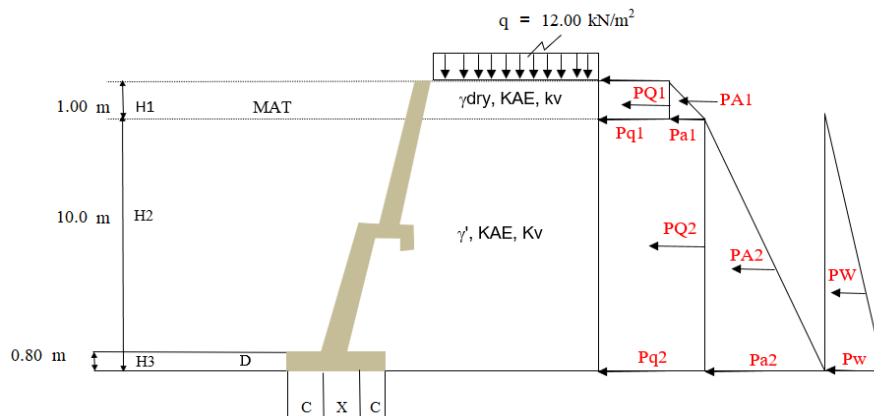 q = 12.00 kN/m²
1.00 m
H1
MAT
γdry, KAE, kv
PQ1
PA1
Pq1
Pa1
10.0 m
H2
γ', KAE, Kv
PQ2
PA2
PW
0.80 m
H3
D
Pq2
Pa2
Pw
C
X
C